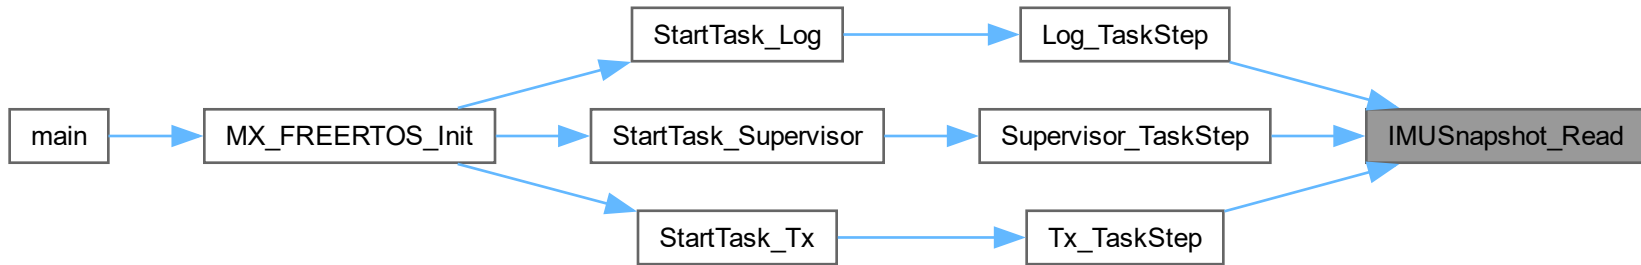 StartTask_Log
Log_TaskStep
main
MX_FREERTOS_Init
StartTask_Supervisor
Supervisor_TaskStep
IMUSnapshot_Read
StartTask_Tx
Tx_TaskStep